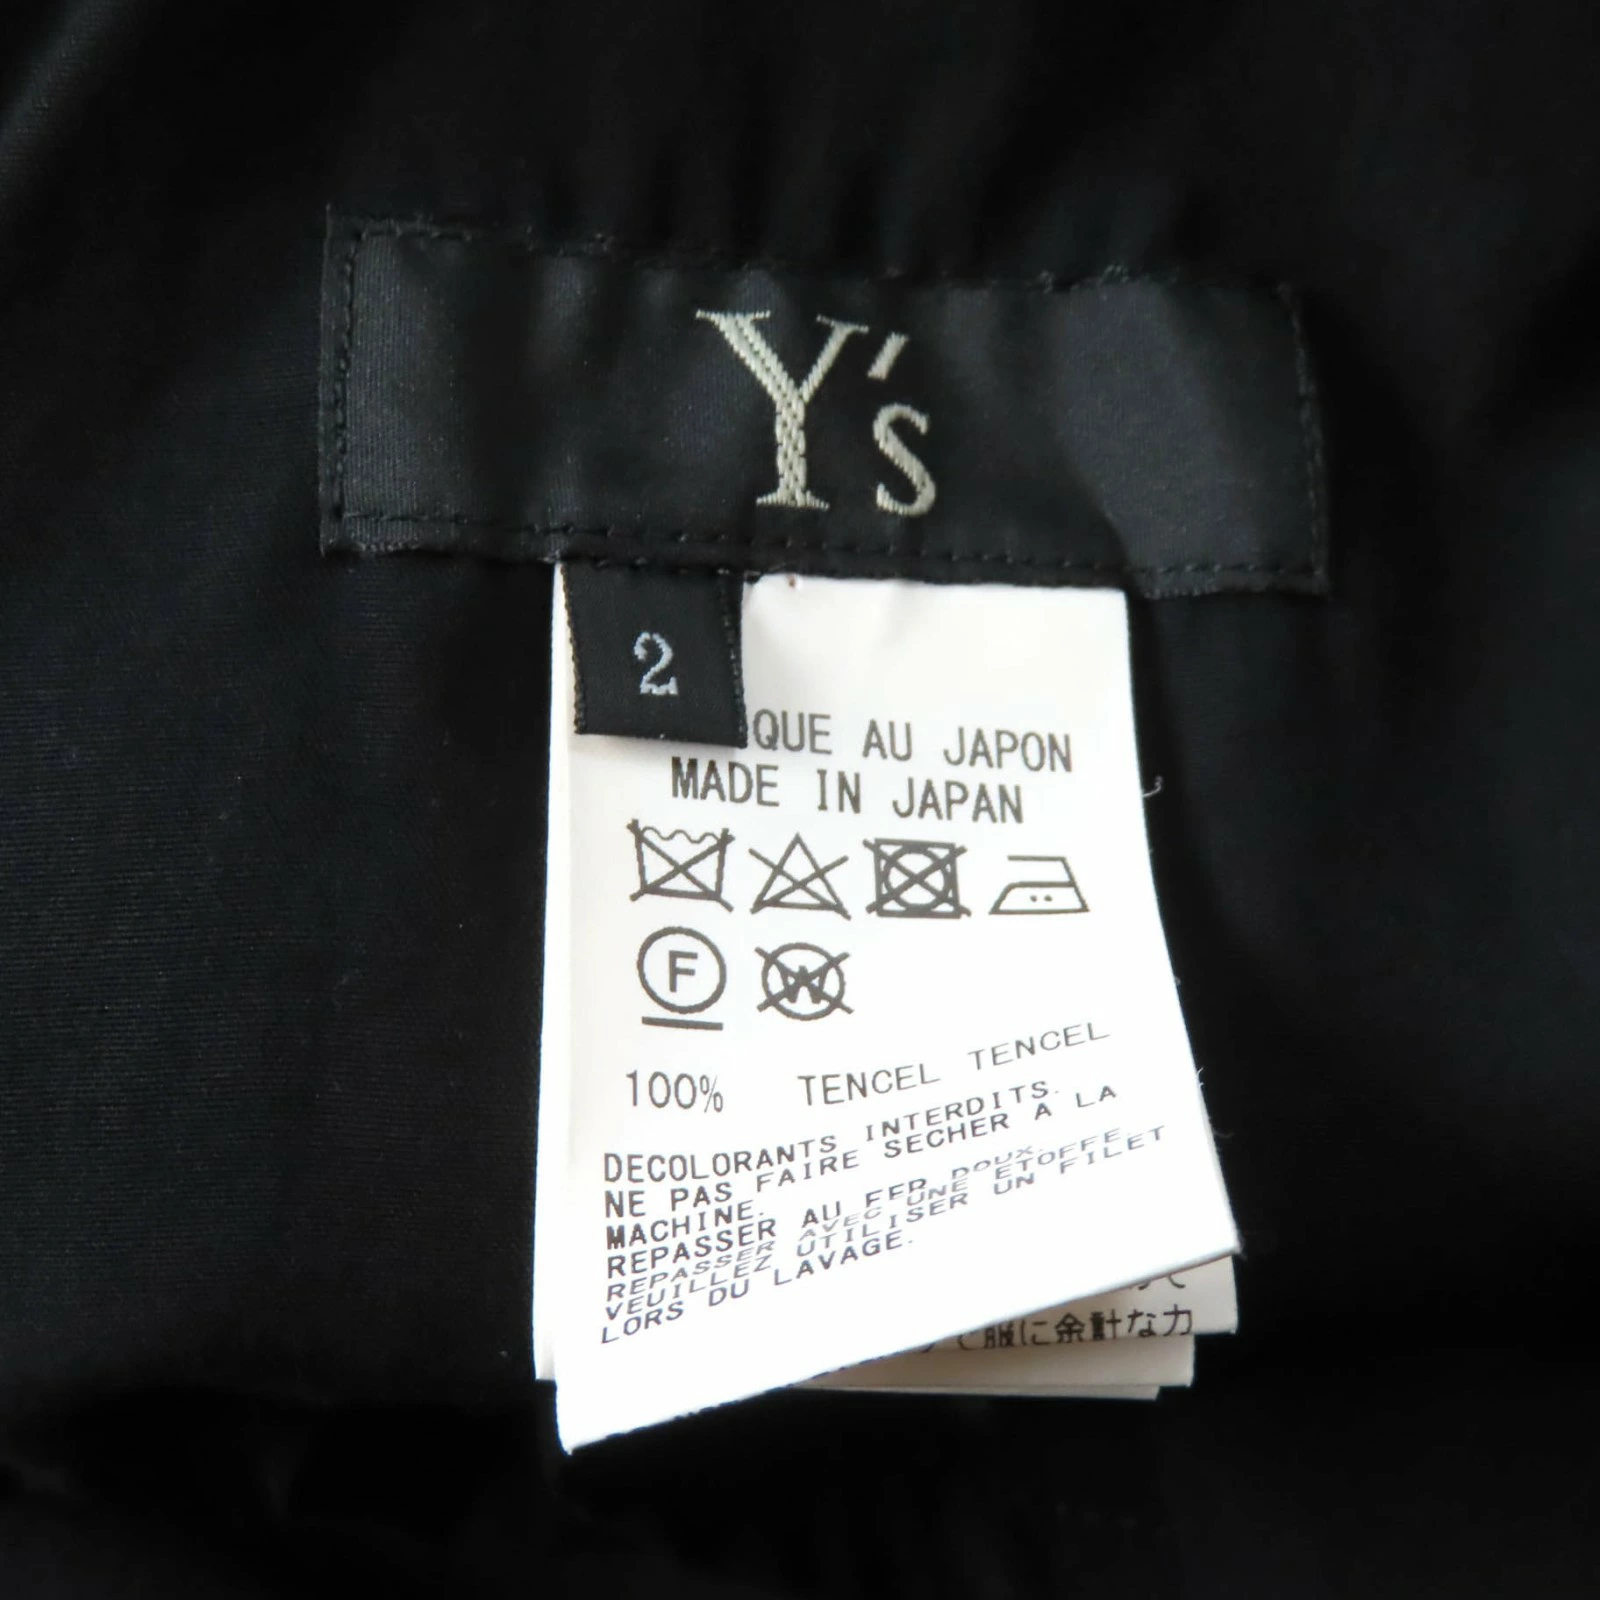 Y's
2
QUE AU JAPON
MADE IN JAPAN
F
W
100% TENCEL TENCEL
DECOLORANTS INTERDITS.
NE PAS FAIRE SECHER A LA
MACHINE.
REPASSER AU FER DOUX.
REPASSER AVEC UNE ETOFFE.
VEUILLEZ UTILISER UN FILET
LORS DU LAVAGE.
服に余計な力